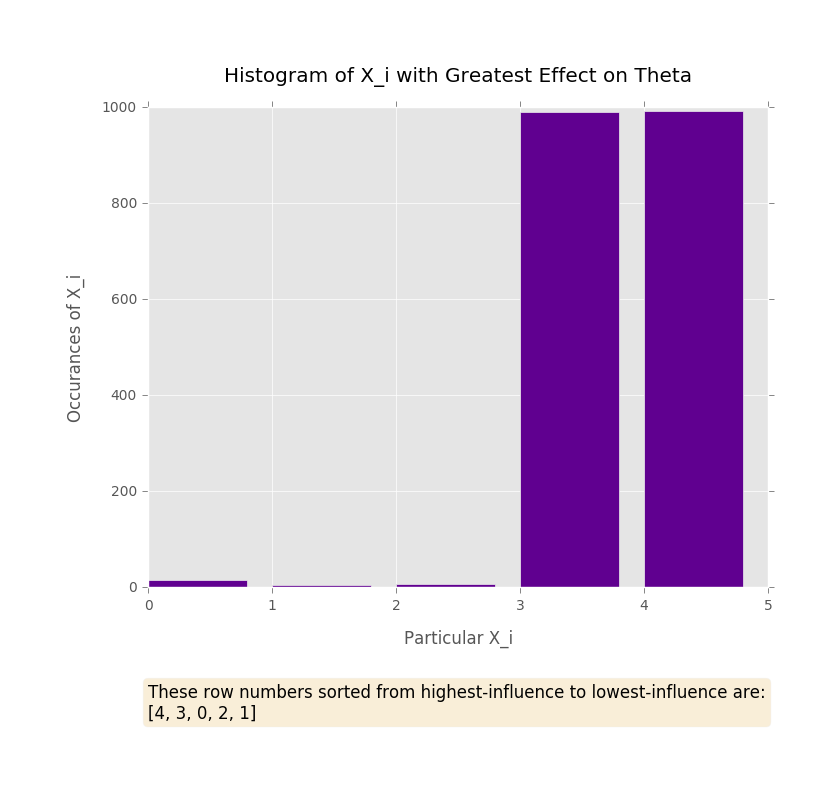 Histogram of X_i with Greatest Effect on Theta
1000
800
600
400
200
0
Occurances of X_i
0 1 2 3 4 5
Particular X_i
These row numbers sorted from highest-influence to lowest-influence are:
[4, 3, 0, 2, 1]